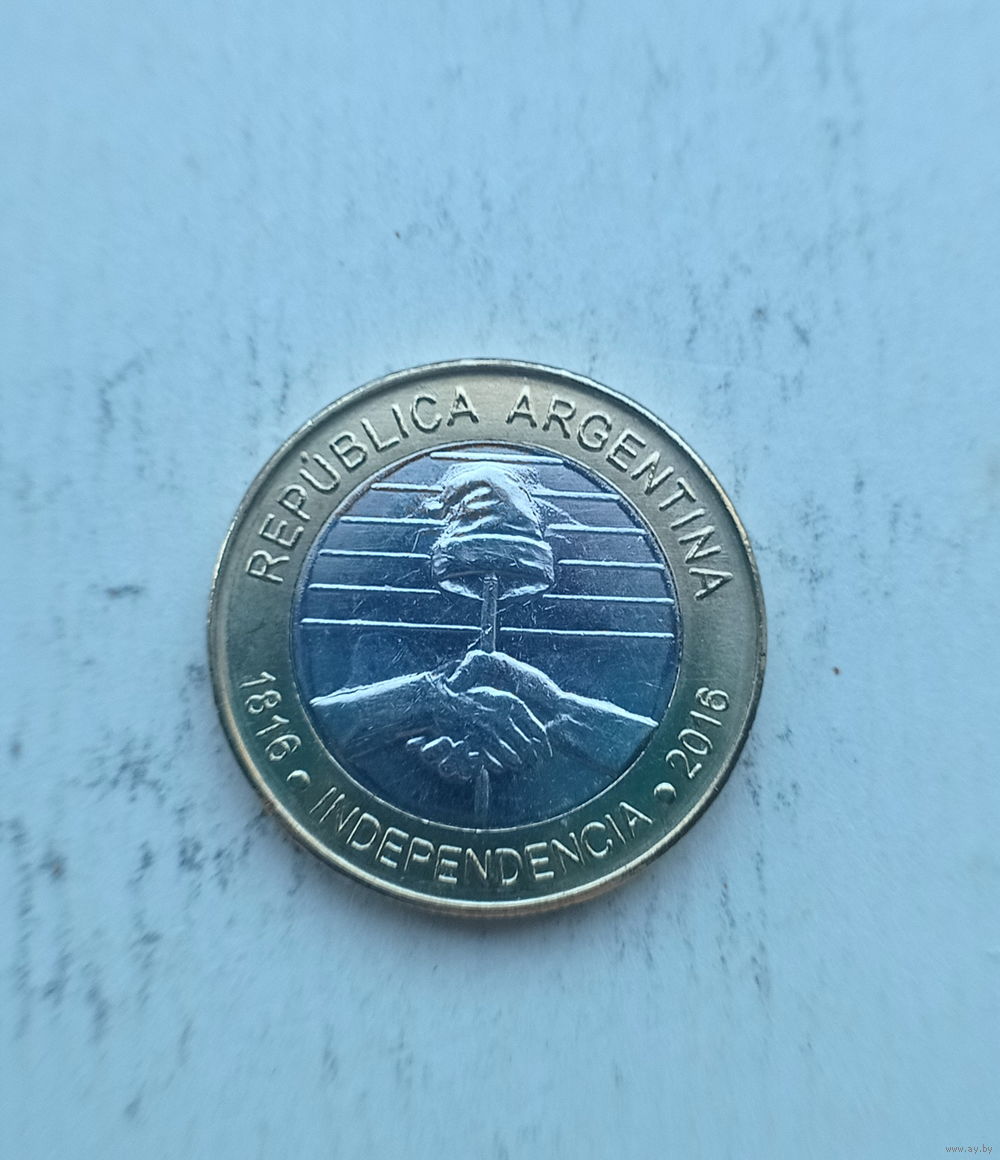 REPÚBLICA ARGENTINA
1816 • INDEPENDENCIA • 2016
www.ay.by